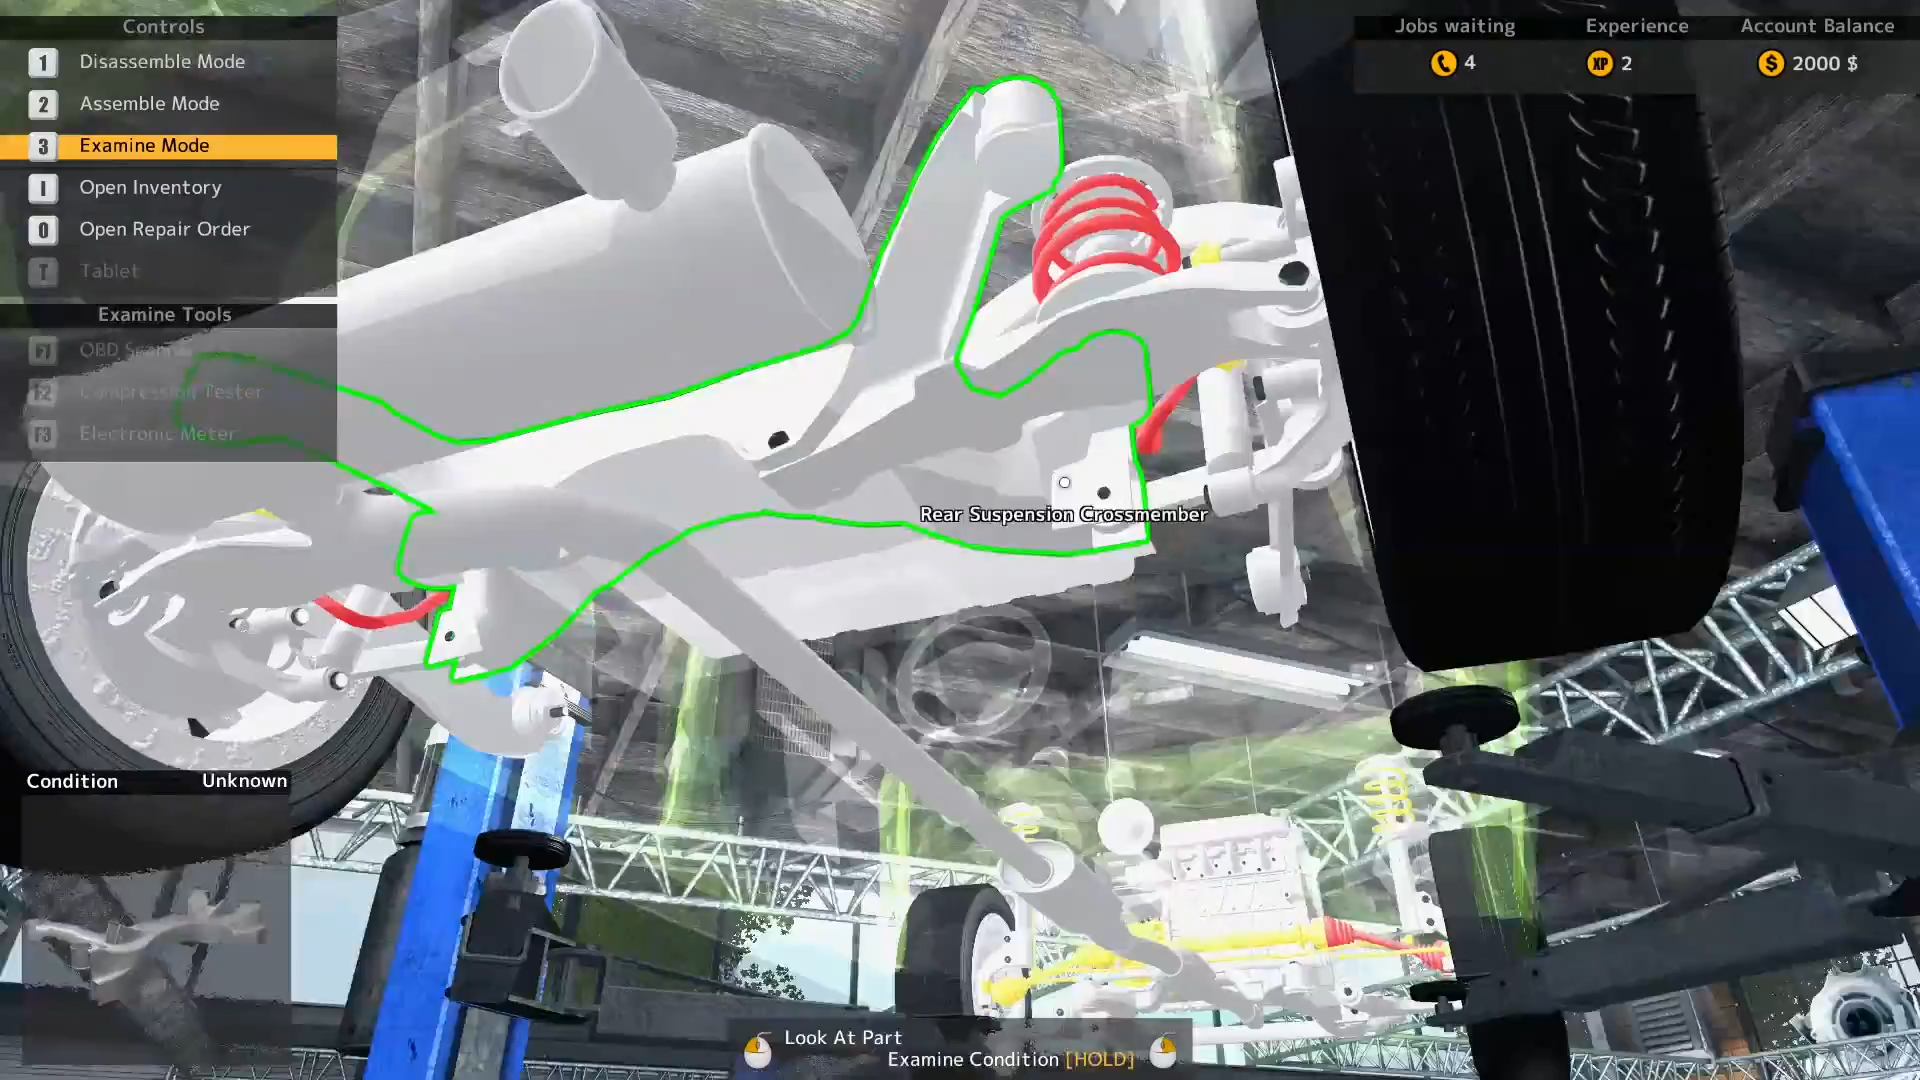 Controls
1 Disassemble Mode
2 Assemble Mode
3 Examine Mode
I Open Inventory
O Open Repair Order
T Tablet
Examine Tools
OBD Scanner
F2 Compression Tester
F3 Electronic Meter
Jobs waiting
4
Experience
XP 2
Account Balance
$ 2000 $
Rear Suspension Crossmember
Condition Unknown
Look At Part
Examine Condition [HOLD]